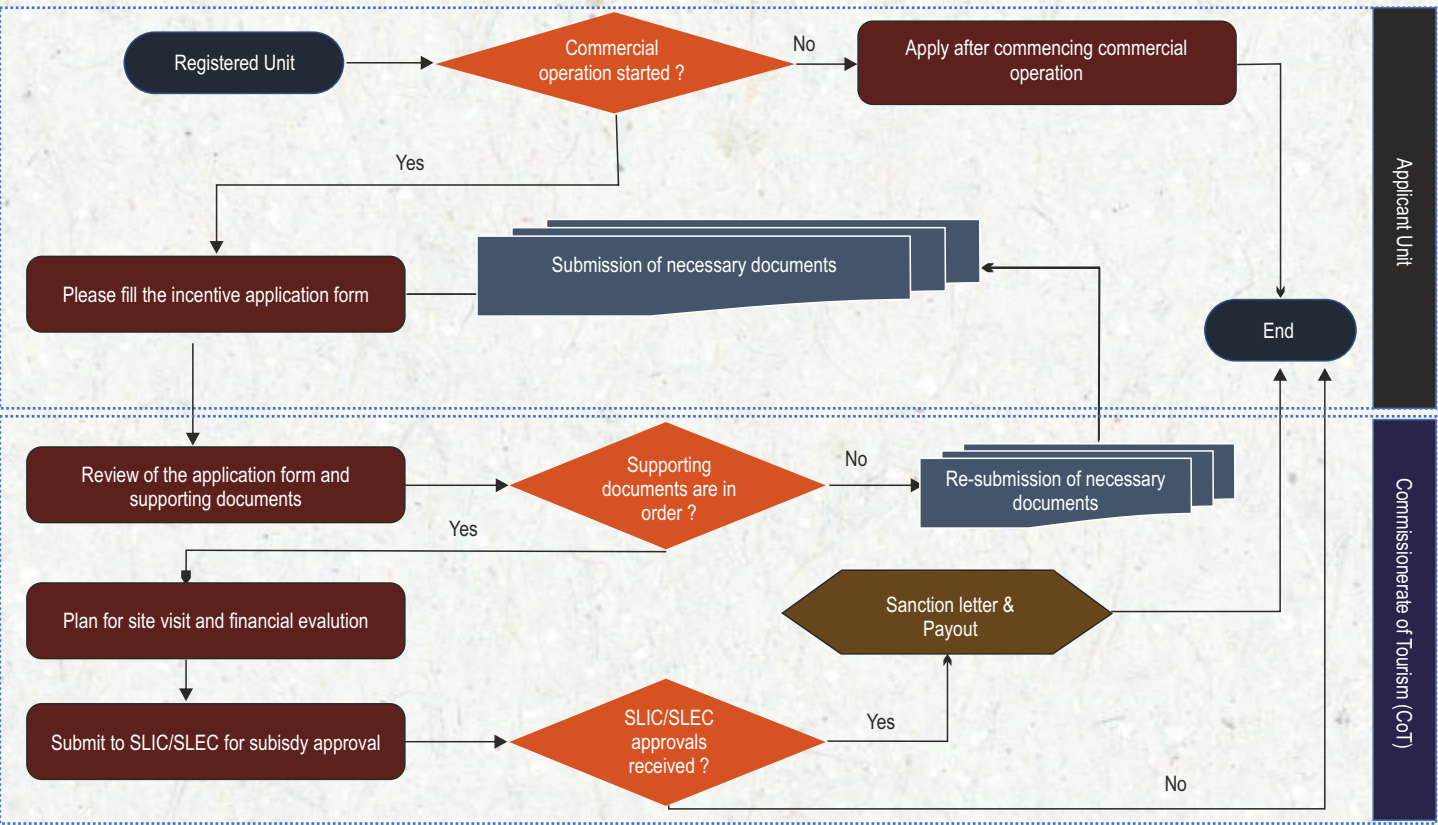 Registered Unit
Commercial
operation started ?
No
Apply after commencing commercial
operation
Yes
Please fill the incentive application form
Submission of necessary documents
End
Applicant Unit
Review of the application form and
supporting documents
Supporting
documents are in
order ?
No
Re-submission of necessary
documents
Yes
Plan for site visit and financial evalution
Sanction letter &
Payout
Submit to SLIC/SLEC for subisdy approval
SLIC/SLEC
approvals
received ?
Yes
No
Commissionerate of Tourism (CoT)